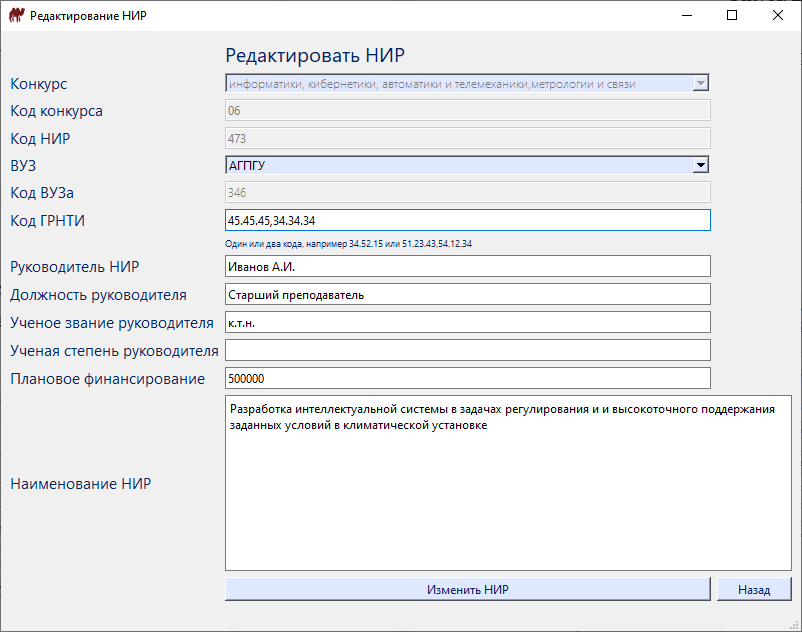 Редактирование НИР
Редактировать НИР
Конкурс информатики, кибернетики, автоматики и телемеханики,метрологии и связи
Код конкурса 06
Код НИР 473
ВУЗ АГПГУ
Код ВУЗа 346
Код ГРНТИ 45.45.45,34.34.34
Один или два кода, например 34.52.15 или 51.23.43,54.12.34
Руководитель НИР Иванов А.И.
Должность руководителя Старший преподаватель
Ученое звание руководителя к.т.н.
Ученая степень руководителя
Плановое финансирование 500000
Разработка интеллектуальной системы в задачах регулирования и и высокоточного поддержания
заданных условий в климатической установке
Наименование НИР
Изменить НИР Назад